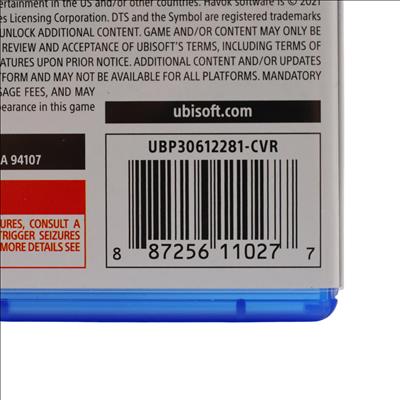 ertainment in the US and/or other countries. Havok software is © 2021
es Licensing Corporation. DTS and the Symbol are registered trademarks
UNLOCK ADDITIONAL CONTENT. GAME AND/OR CONTENT MAY ONLY BE
REVIEW AND ACCEPTANCE OF UBISOFT'S TERMS, INCLUDING TERMS OF
EATURES UPON PRIOR NOTICE. ADDITIONAL CONTENT AND/OR UPDATES
TFORM AND MAY NOT BE AVAILABLE FOR ALL PLATFORMS. MANDATORY
SAGE FEES, AND MAY
pearance in this game
ubisoft.com
A 94107
UBP30612281-CVR
URES, CONSULT A
TRIGGER SEIZURES
MORE DETAILS SEE
8 87256 11027 7